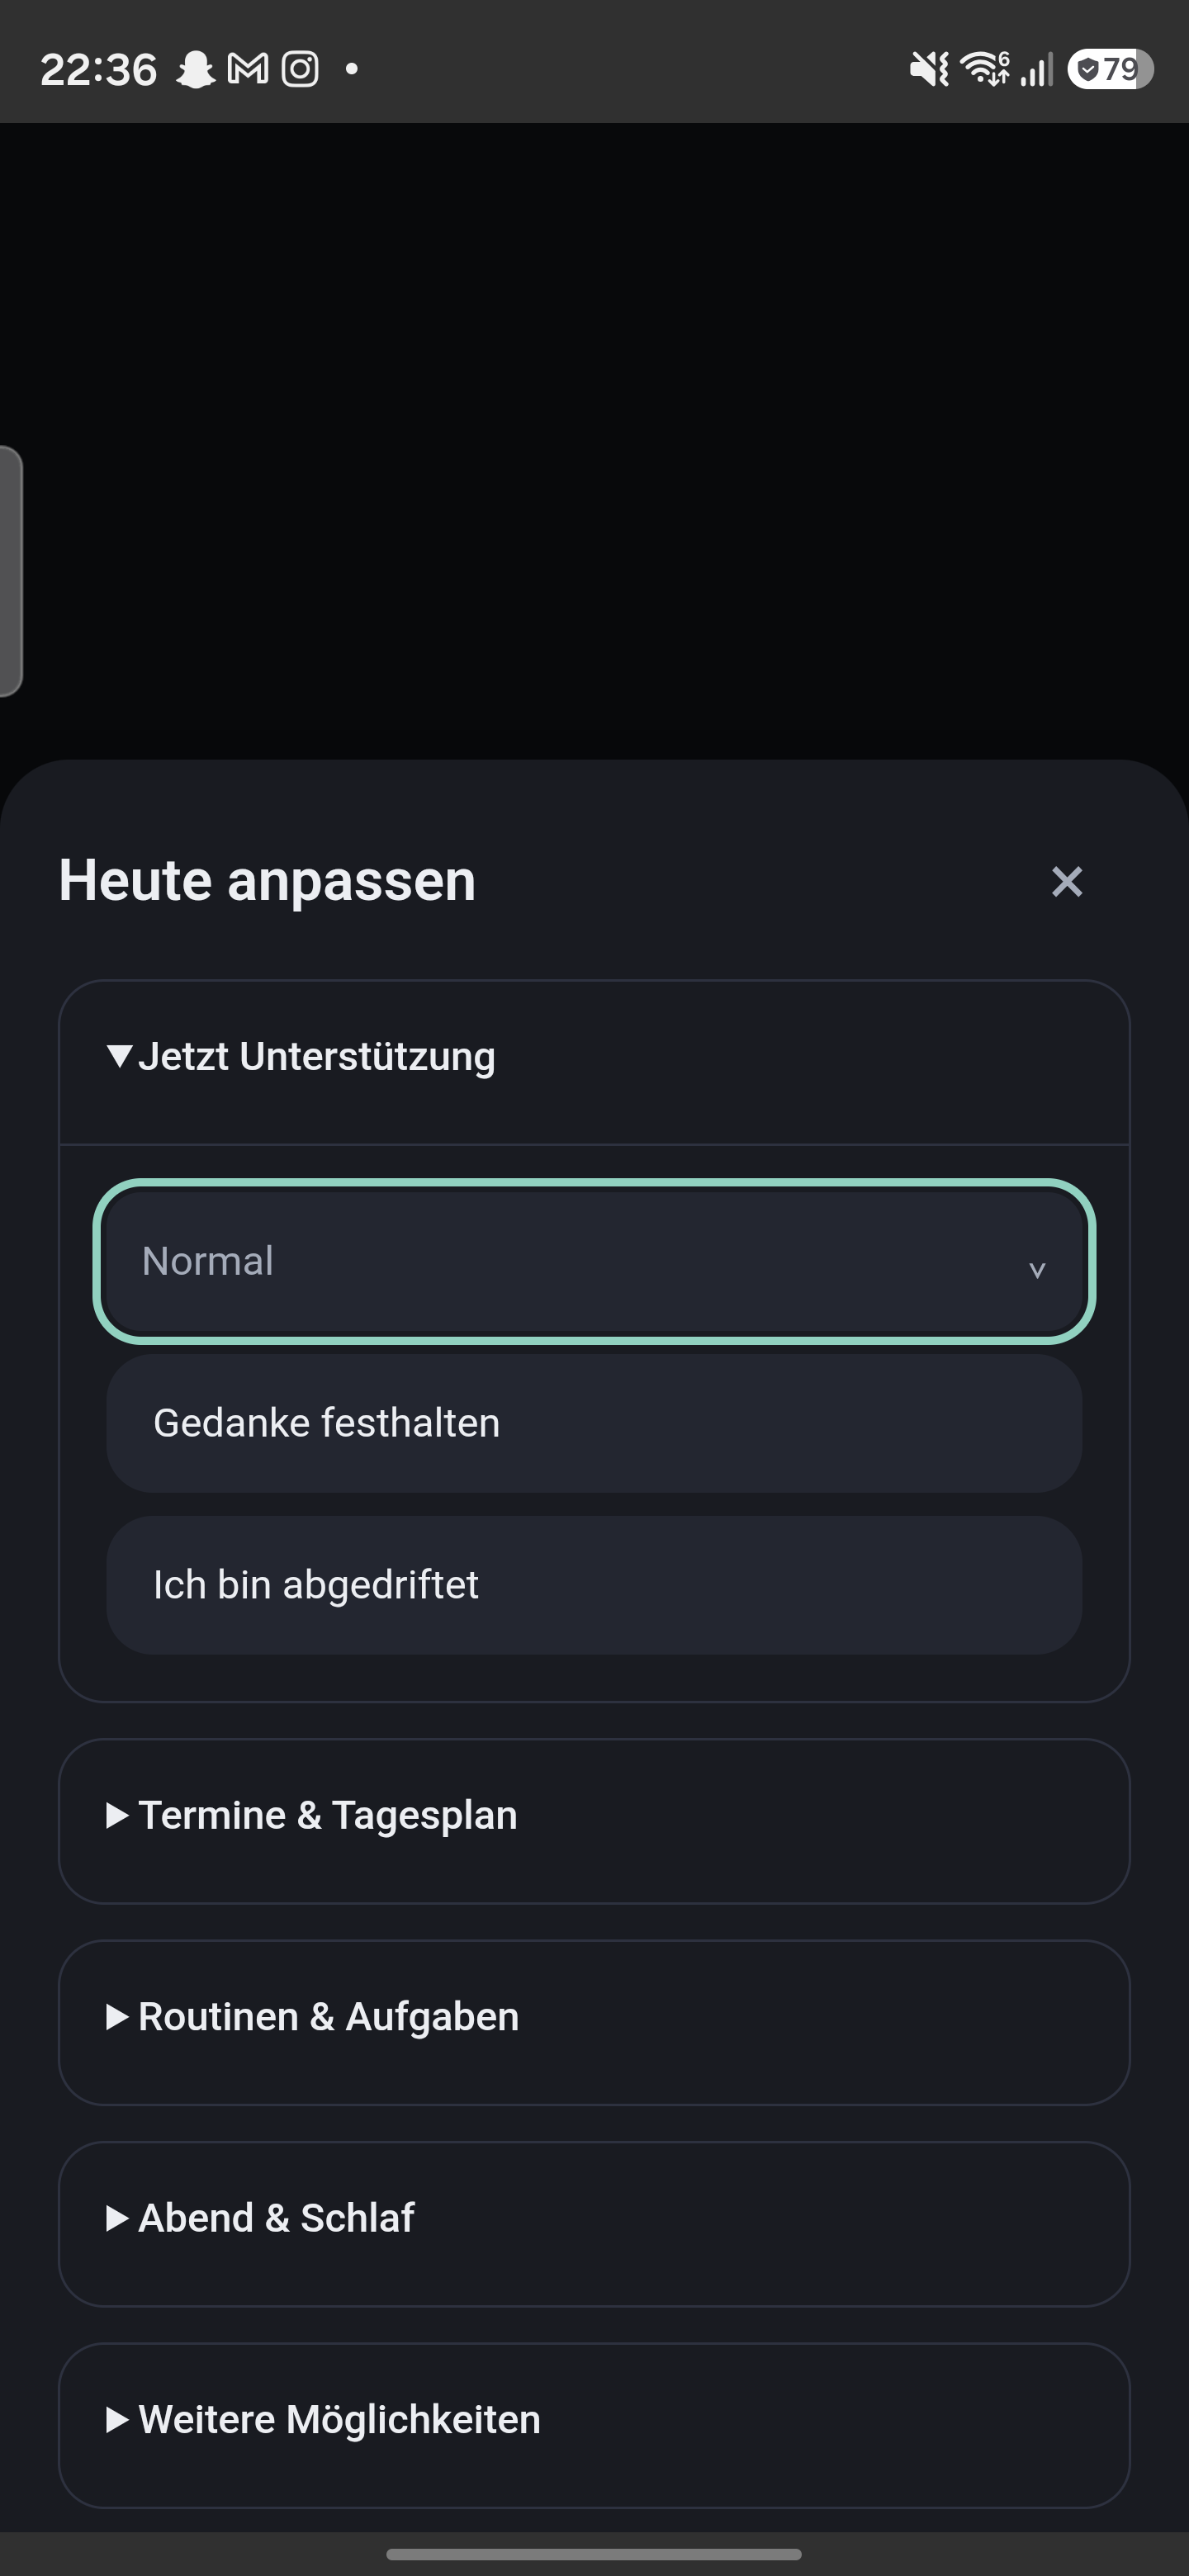 22:36
6
79
Heute anpassen
Jetzt Unterstützung
Normal
Gedanke festhalten
Ich bin abgedriftet
Termine & Tagesplan
Routinen & Aufgaben
Abend & Schlaf
Weitere Möglichkeiten